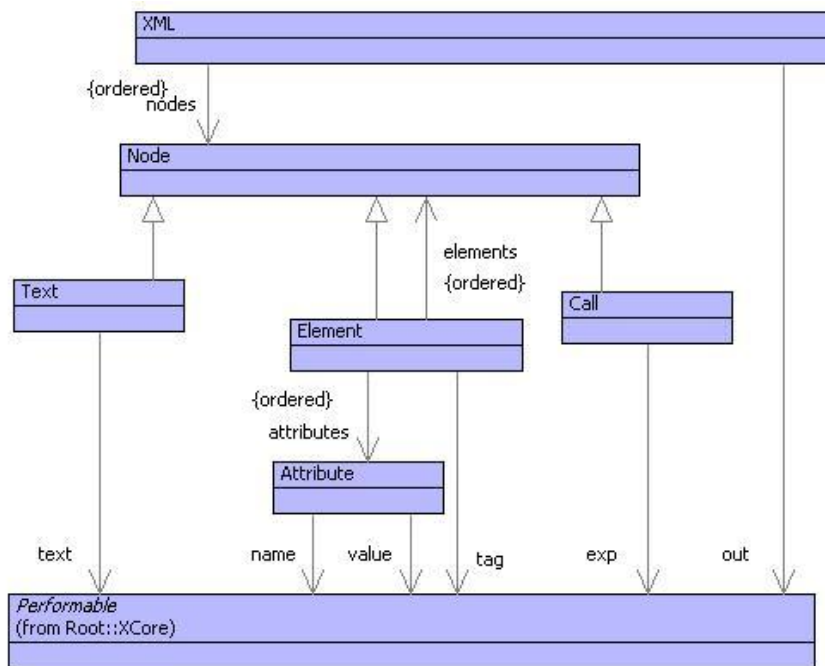 XML
{ordered}
nodes
Node
elements
{ordered}
Text
Call
Element
{ordered}
attributes
Attribute
text
name
value
tag
exp
out
Performable
(from Root::XCore)